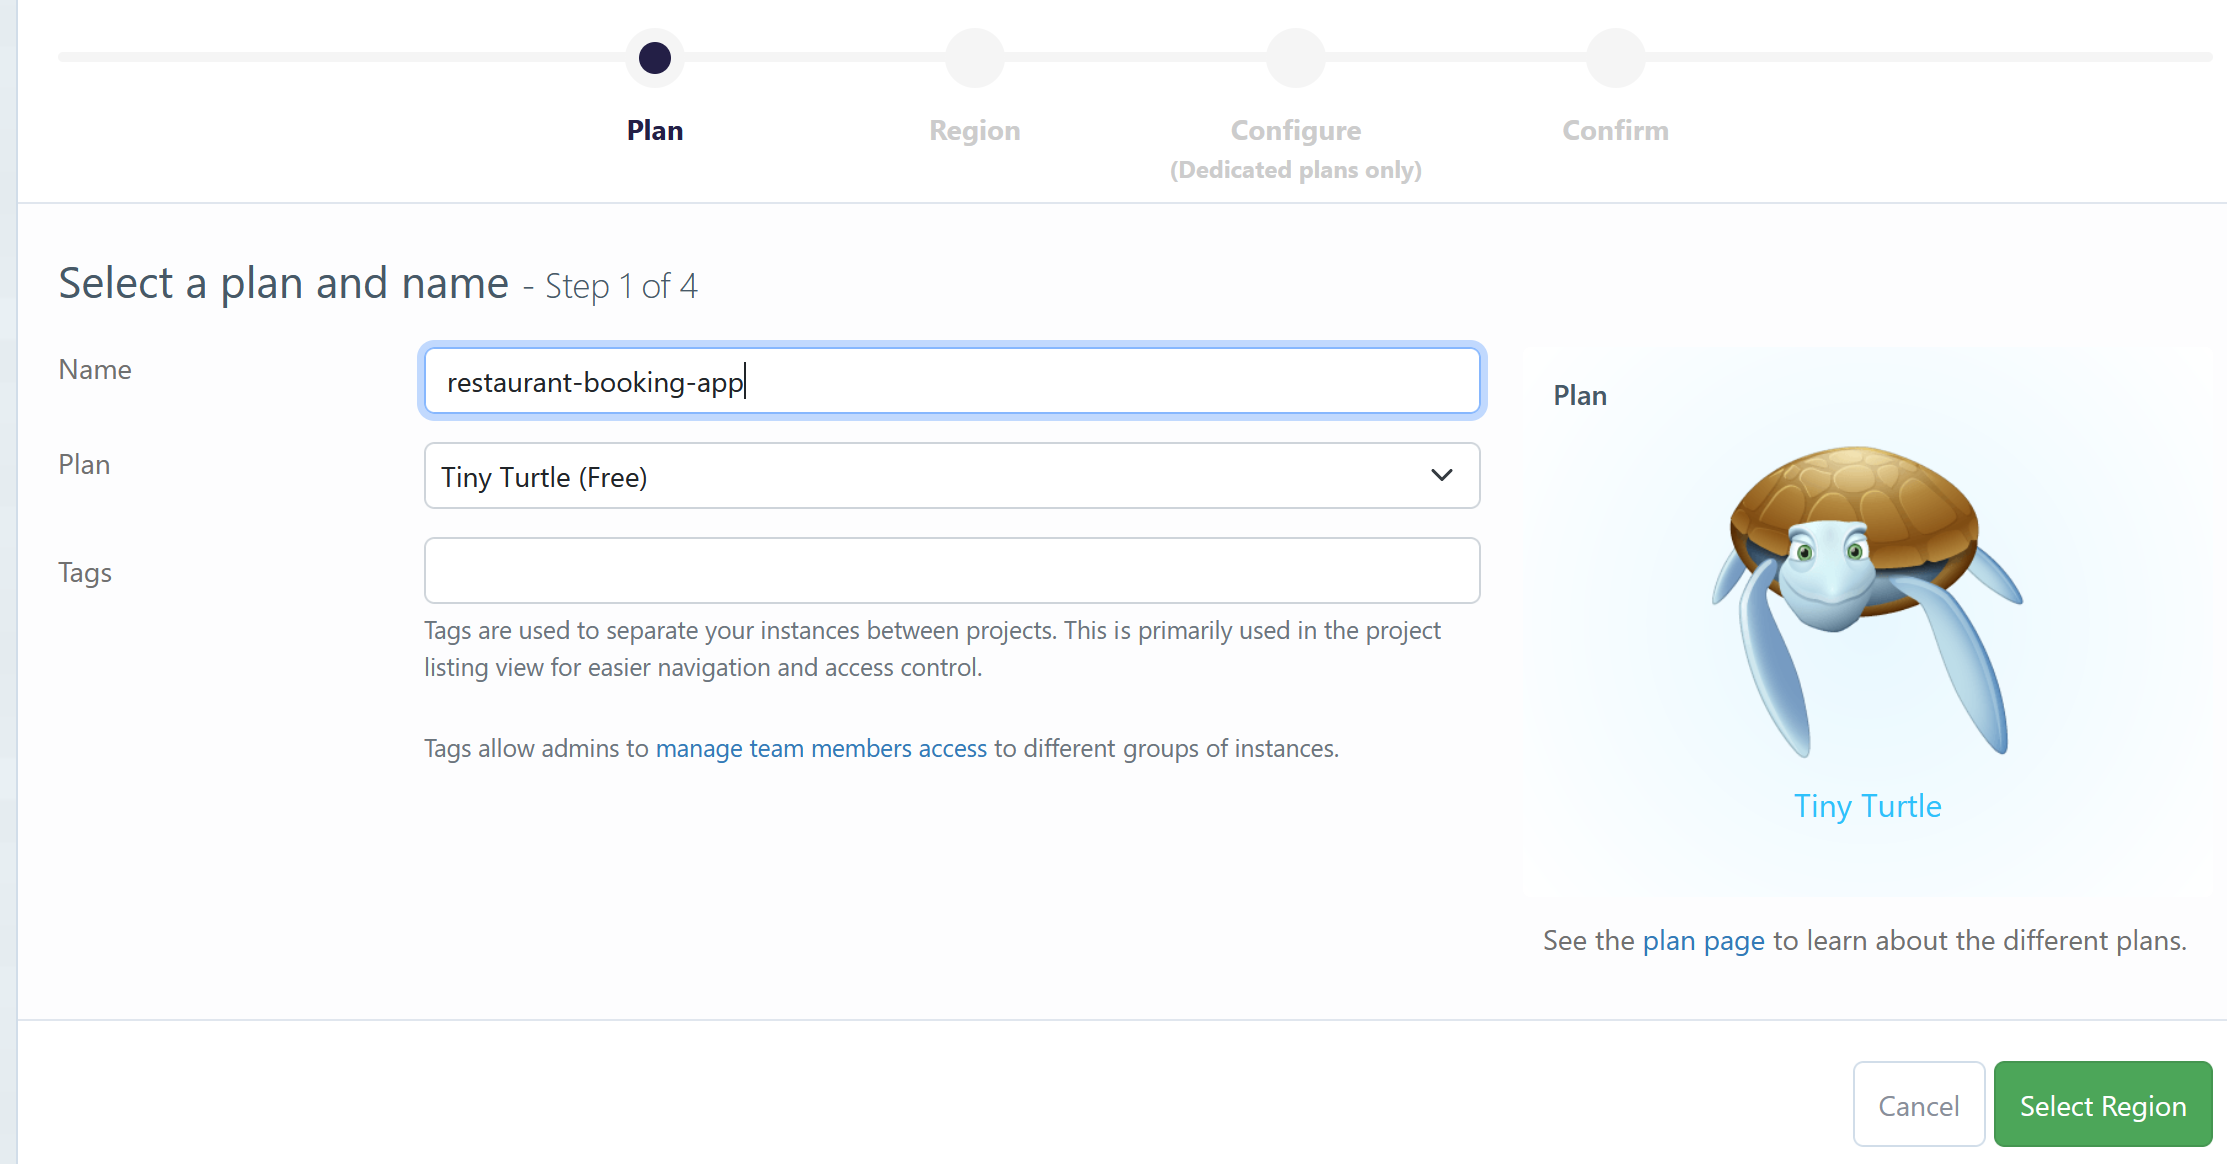 Plan
Region
Configure
(Dedicated plans only)
Confirm
Select a plan and name - Step 1 of 4
Name
restaurant-booking-app
Plan
Tiny Turtle (Free)
Tags
Tags are used to separate your instances between projects. This is primarily used in the project
listing view for easier navigation and access control.
Tags allow admins to manage team members access to different groups of instances.
Plan
Tiny Turtle
See the plan page to learn about the different plans.
Cancel
Select Region